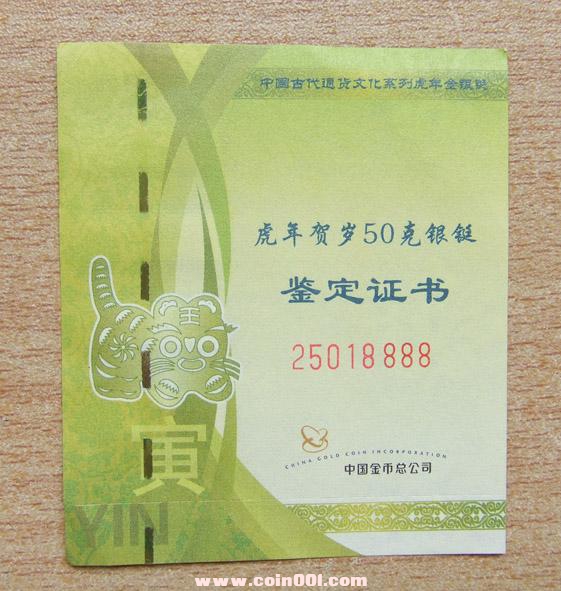 中国古代通货文化系列虎年金银铤
虎年贺岁50克银铤
鉴定证书
25018888
CHINA GOLD COIN INCORPORATION
中国金币总公司
寅
YIN
王
www.coin001.com